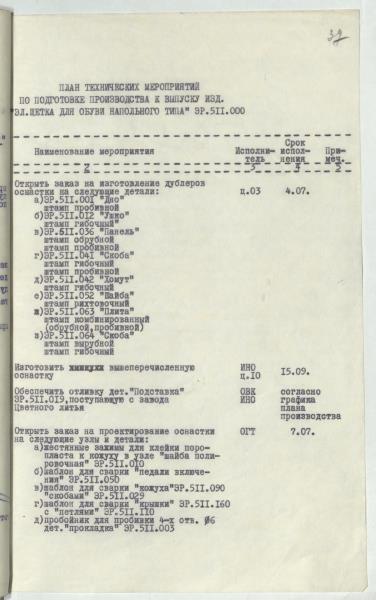 32
ПЛАН ТЕХНИЧЕСКИХ МЕРОПРИЯТИЙ
ПО ПОДГОТОВКЕ ПРОИЗВОДСТВА К ВЫПУСКУ ИЗД.
"ЭЛ.ЩЕТКА ДЛЯ ОБУВИ НАПОЛЬНОГО ТИПА" ЭР.5II.000
Наименование мероприятия Исполни- тель Срок испол- нения При- меч.
2 3 4 5
Открыть заказ на изготовление дублеров ц.03 4.07.
оснастки на следующие детали:
а)ЭР.5II.001 "Дно"
штамп пробивной
б)ЭР.5II.012 "Ушко"
штамп гибочный
в)ЭР.5II.036 "Панель"
штамп обрубной
штамп пробивной
г)ЭР.5II.041 "Скоба"
штамп гибочный
штамп пробивной
д)ЭР.5II.042 "Хомут"
штамп гибочный
е)ЭР.5II.052 "Шайба"
штамп рихтовочный
ж)ЭР.5II.063 "Плита"
штамп комбинированный
(обрубной,пробивной)
з)ЭР.5II.064 "Скоба"
штамп вырубной
штамп гибочный
Изготовить вышеперечисленную ИНО 15.09.
оснастку ц.IO
Обеспечить отливку дет."Подставка" ОВК согласно
ЭР.5II.019,поступающую с завода ИНО графика
Цветного литья плана
производства
Открыть заказ на проектирование оснастки ОГТ 7.07.
на следующие узлы и детали:
а)жестянные зажимы для клейки поро-
пласта к кожуху в узле "шайба поли-
ровочная" ЭР.5II.010
б)шаблон для сварки "педали включе-
ния" ЭР.5II.050
в)шаблон для сварки "кожуха"ЭР.5II.090
"скобами" ЭР.5II.029
г)шаблон для сварки "крышки" ЭР.5II.160
с "петлями" ЭР.5II.110
д)пробойник для пробивки 4-х отв. ø6
дет."прокладка" ЭР.5II.003